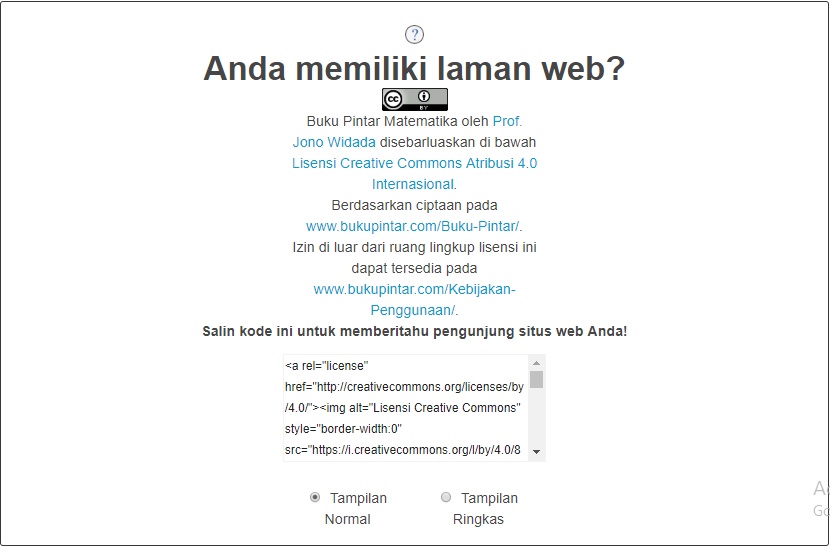 ?
Anda memiliki laman web?
cc BY
Buku Pintar Matematika oleh Prof.
Jono Widada disebarluaskan di bawah
Lisensi Creative Commons Atribusi 4.0
Internasional.
Berdasarkan ciptaan pada
www.bukupintar.com/Buku-Pintar/.
Izin di luar dari ruang lingkup lisensi ini
dapat tersedia pada
www.bukupintar.com/Kebijakan-
Penggunaan/.
Salin kode ini untuk memberitahu pengunjung situs web Anda!
<a rel="license"
href="http://creativecommons.org/licenses/by
/4.0/"><img alt="Lisensi Creative Commons"
style="border-width:0"
src="https://i.creativecommons.org/l/by/4.0/8
Tampilan Normal
Tampilan Ringkas